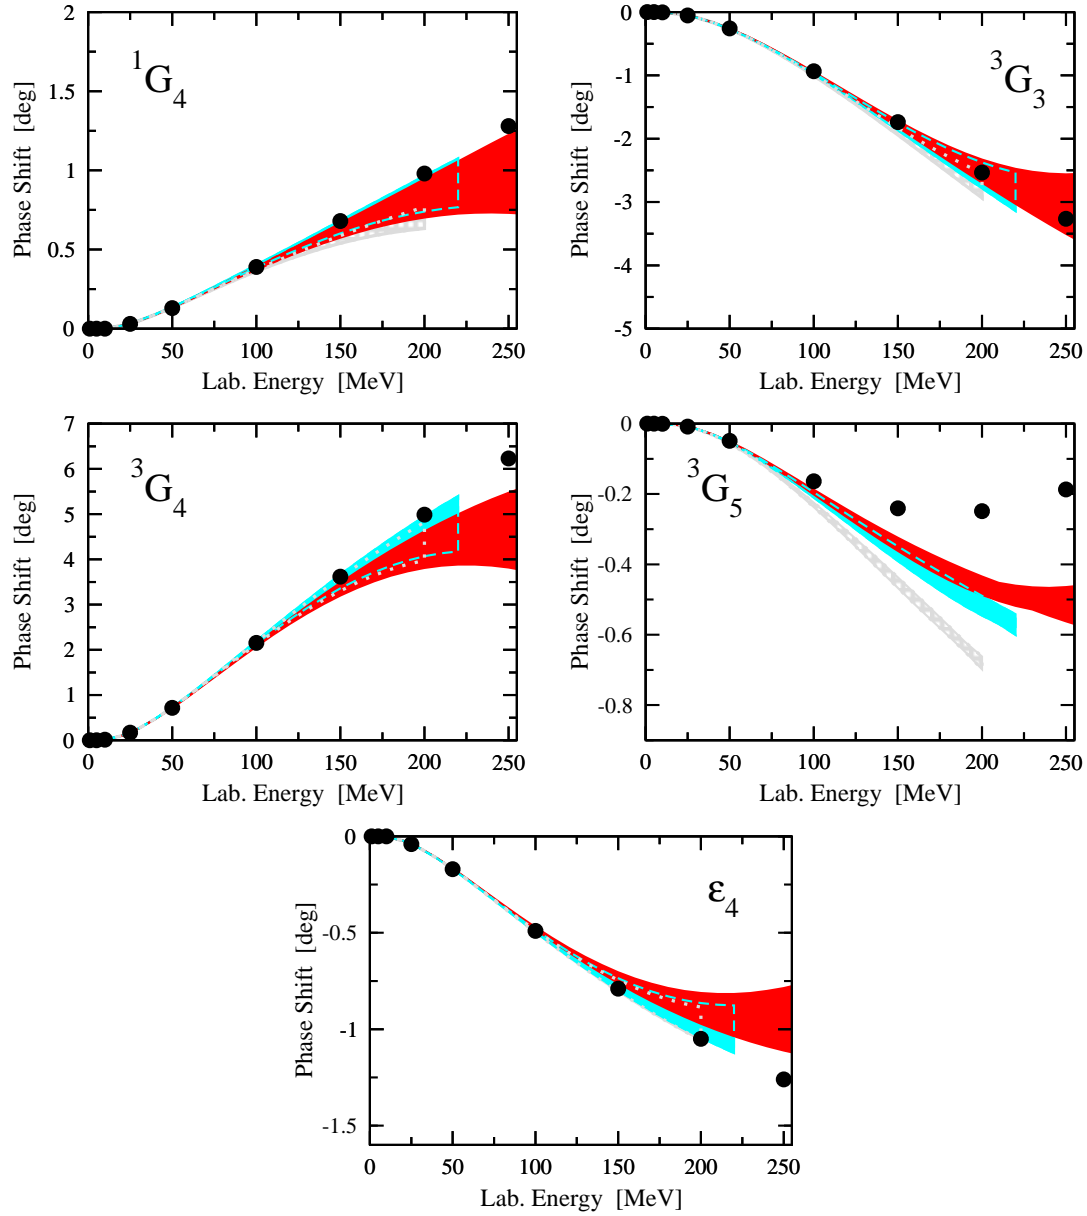 2
1.5
1
0.5
0
Phase Shift [deg]
¹G₄
0 50 100 150 200 250
Lab. Energy [MeV]
0
-1
-2
-3
-4
-5
Phase Shift [deg]
³G₃
0 50 100 150 200 250
Lab. Energy [MeV]
7
6
5
4
3
2
1
0
Phase Shift [deg]
³G₄
0 50 100 150 200 250
Lab. Energy [MeV]
0
-0.2
-0.4
-0.6
-0.8
Phase Shift [deg]
³G₅
0 50 100 150 200 250
Lab. Energy [MeV]
0
-0.5
-1
-1.5
Phase Shift [deg]
ε₄
0 50 100 150 200 250
Lab. Energy [MeV]